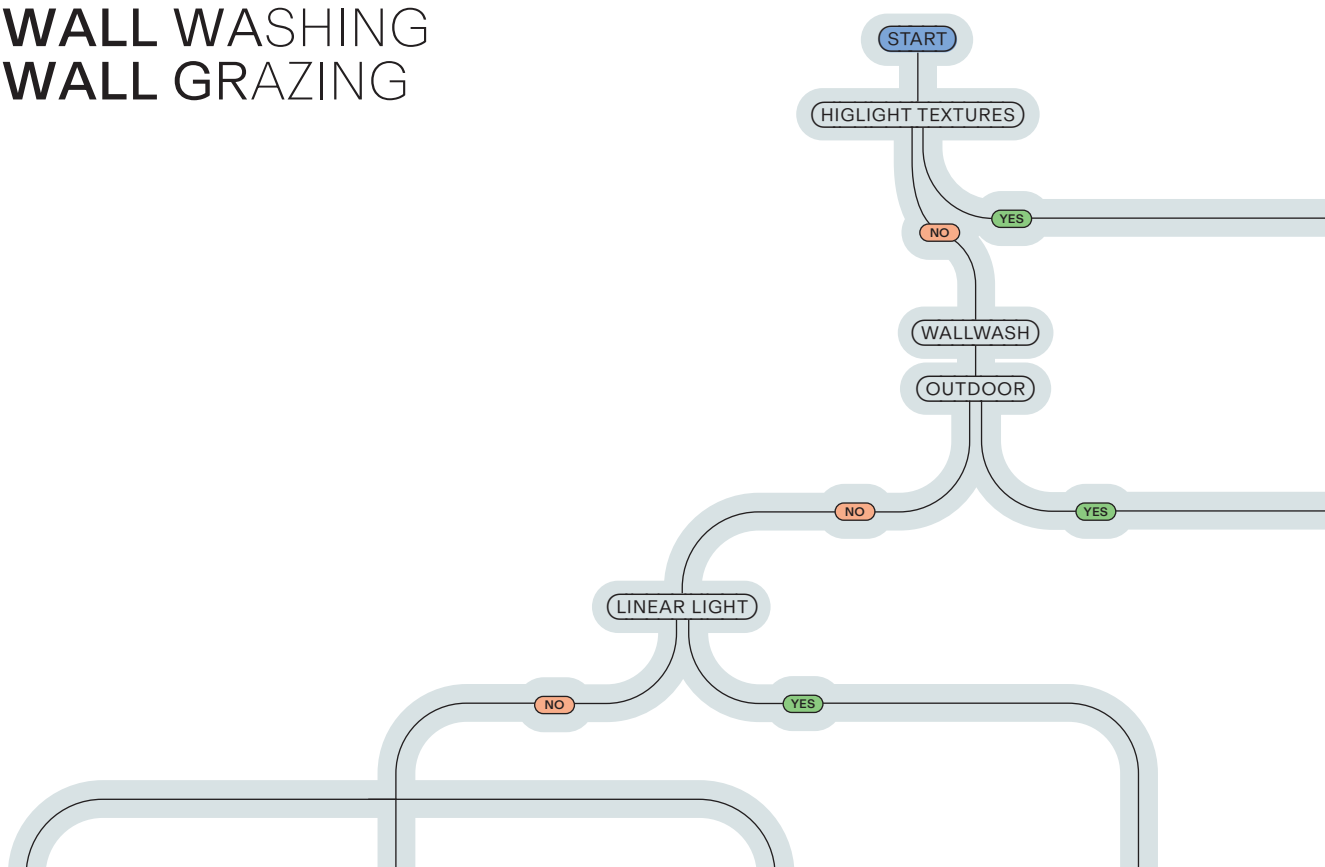 WALL WASHING
WALL GRAZING
START
HIGLIGHT TEXTURES
YES
NO
WALLWASH
OUTDOOR
NO
YES
LINEAR LIGHT
NO
YES